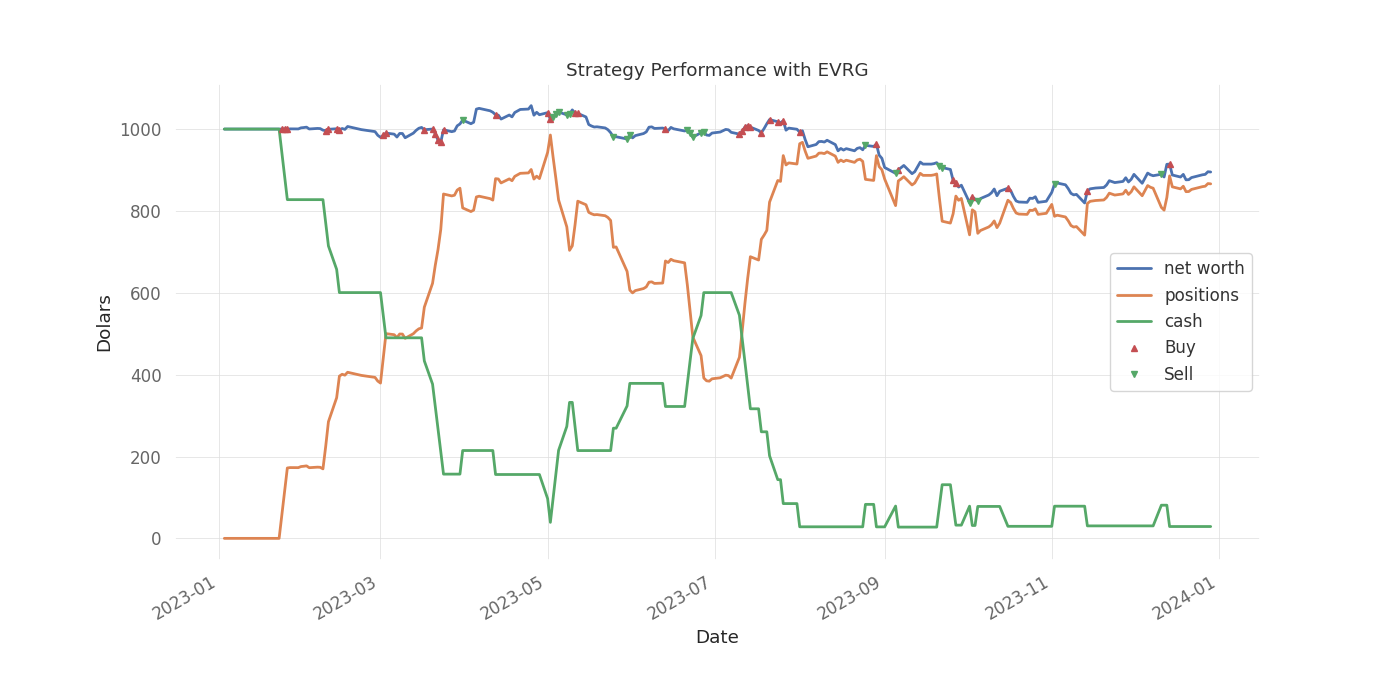 Strategy Performance with EVRG
Dolars
1000
800
600
400
200
0
net worth
positions
cash
Buy
Sell
2023-01
2023-03
2023-05
2023-07
2023-09
2023-11
2024-01
Date